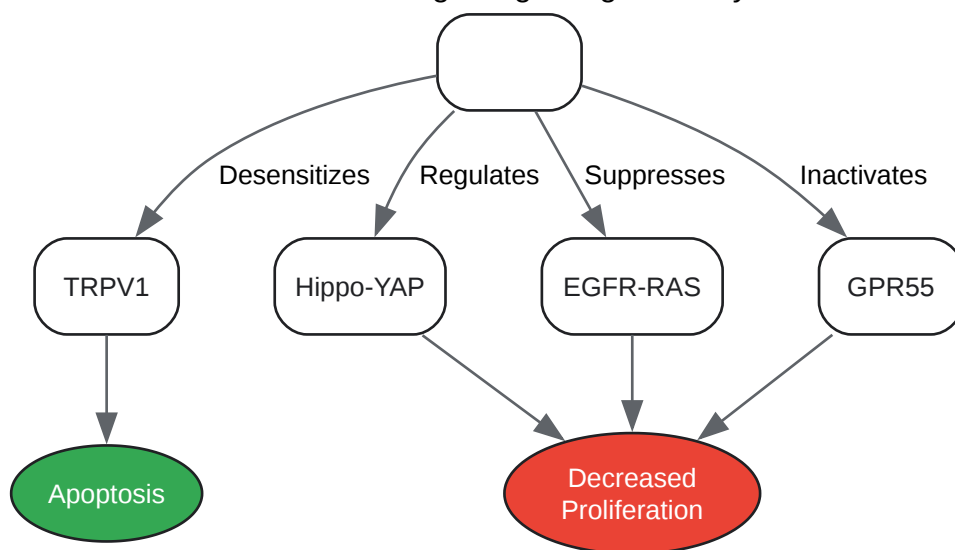 Desensitizes Regulates Suppresses Inactivates
TRPV1 Hippo-YAP EGFR-RAS GPR55
Apoptosis
Decreased
Proliferation